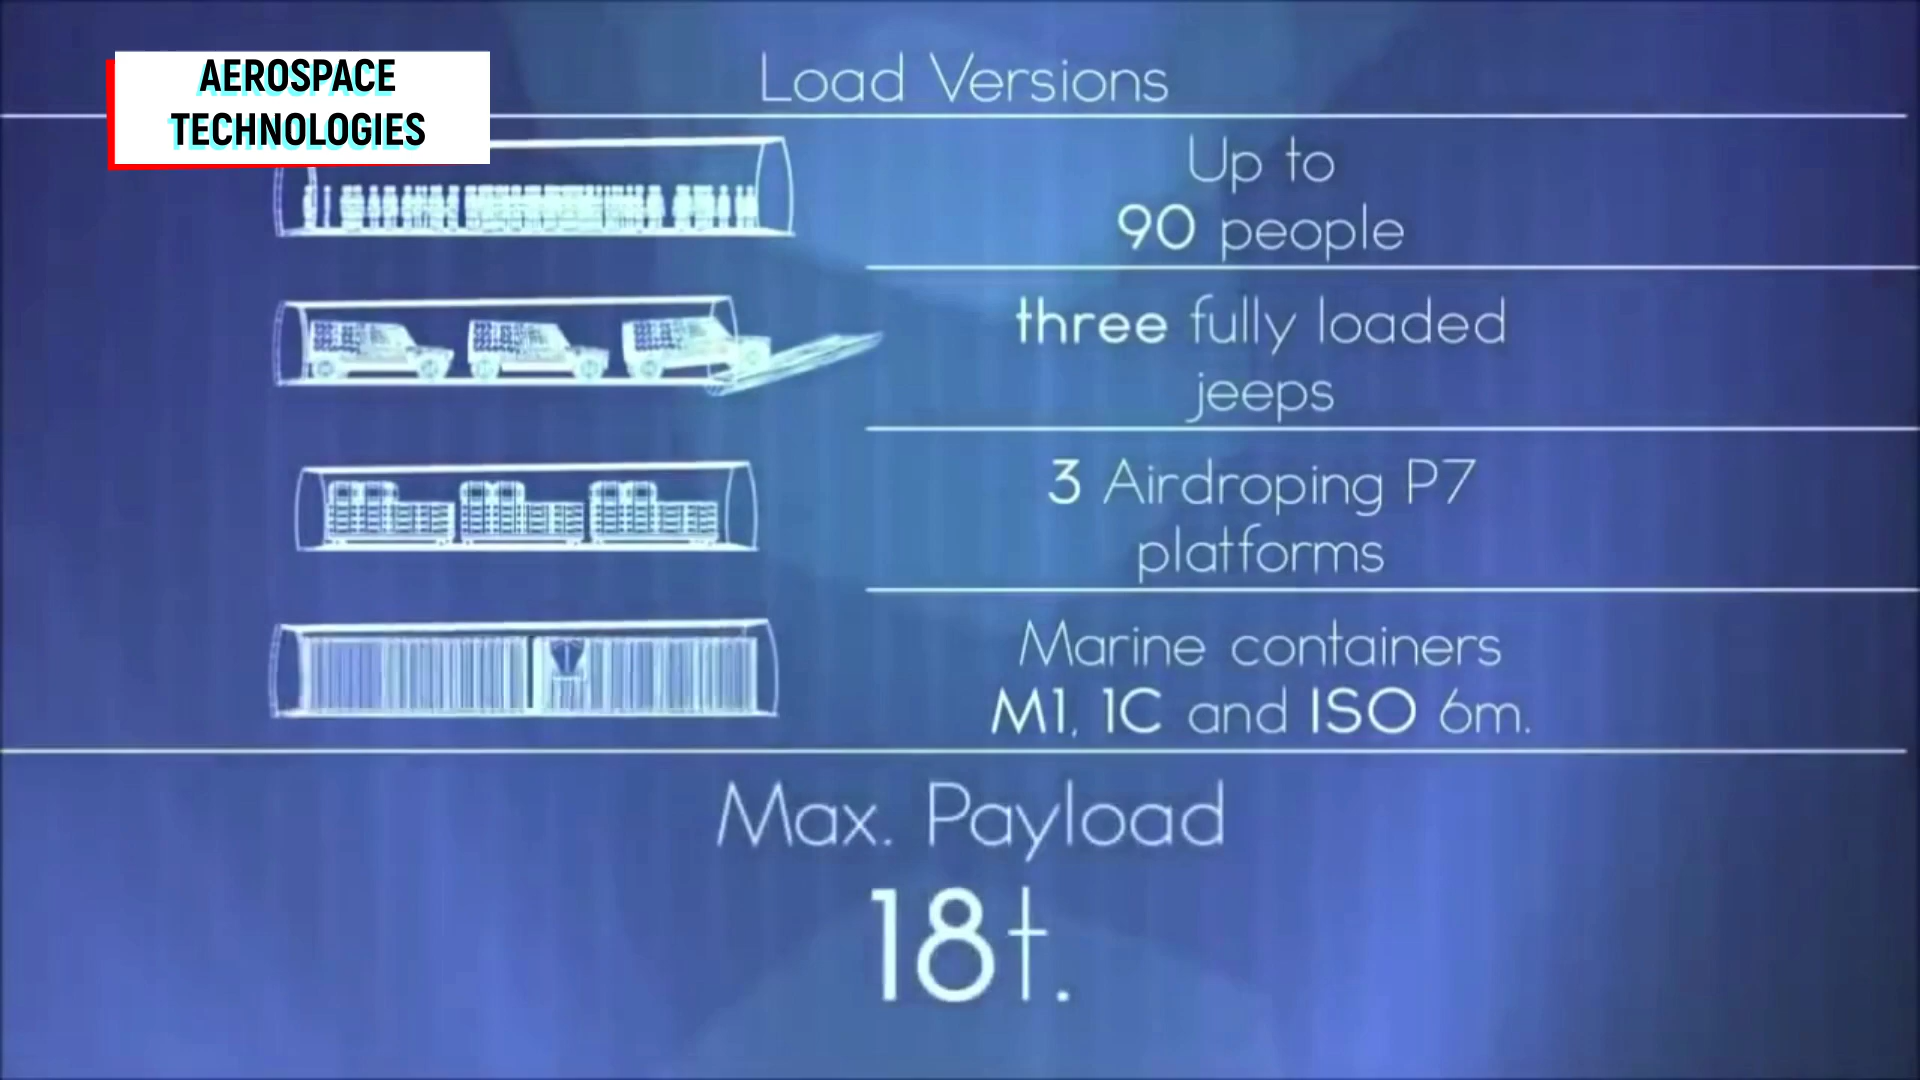 AEROSPACE
TECHNOLOGIES
Load Versions
Up to
90 people
three fully loaded
jeeps
3 Airdroping P7
platforms
Marine containers
M1, 1C and ISO 6m.
Max. Payload
18t.